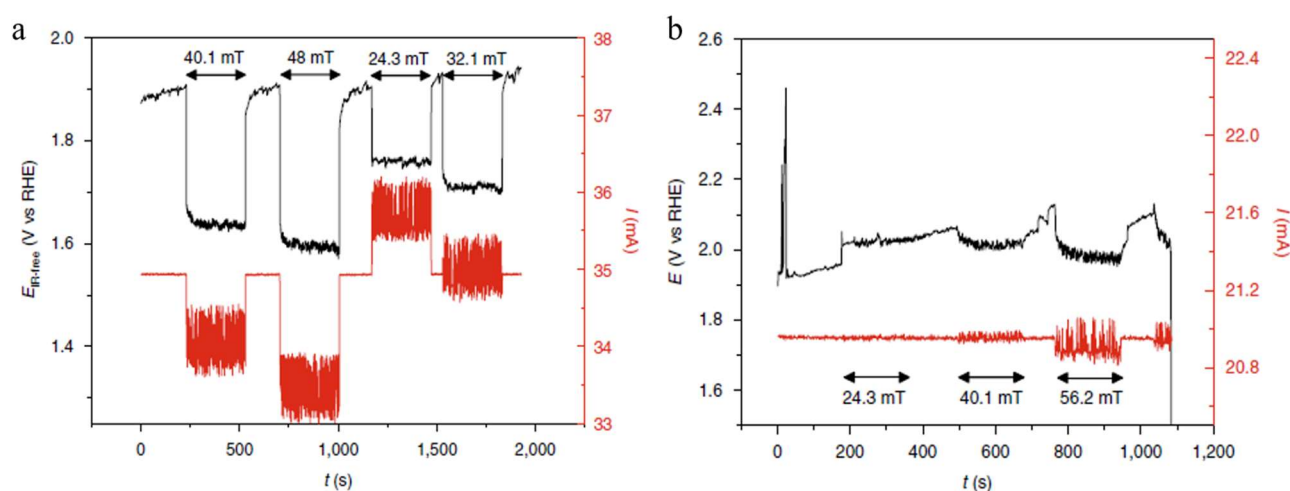 a
2.0
1.8
1.6
1.4
E_IR-free (V vs RHE)
40.1 mT
48 mT
24.3 mT
32.1 mT
38
37
36
35
34
33
I (mA)
0
500
1,000
1,500
2,000
t (s)
b
2.6
2.4
2.2
2.0
1.8
1.6
E (V vs RHE)
22.4
22.0
21.6
21.2
20.9
I (mA)
24.3 mT
40.1 mT
56.2 mT
0
200
400
600
800
1,000
1,200
t (s)